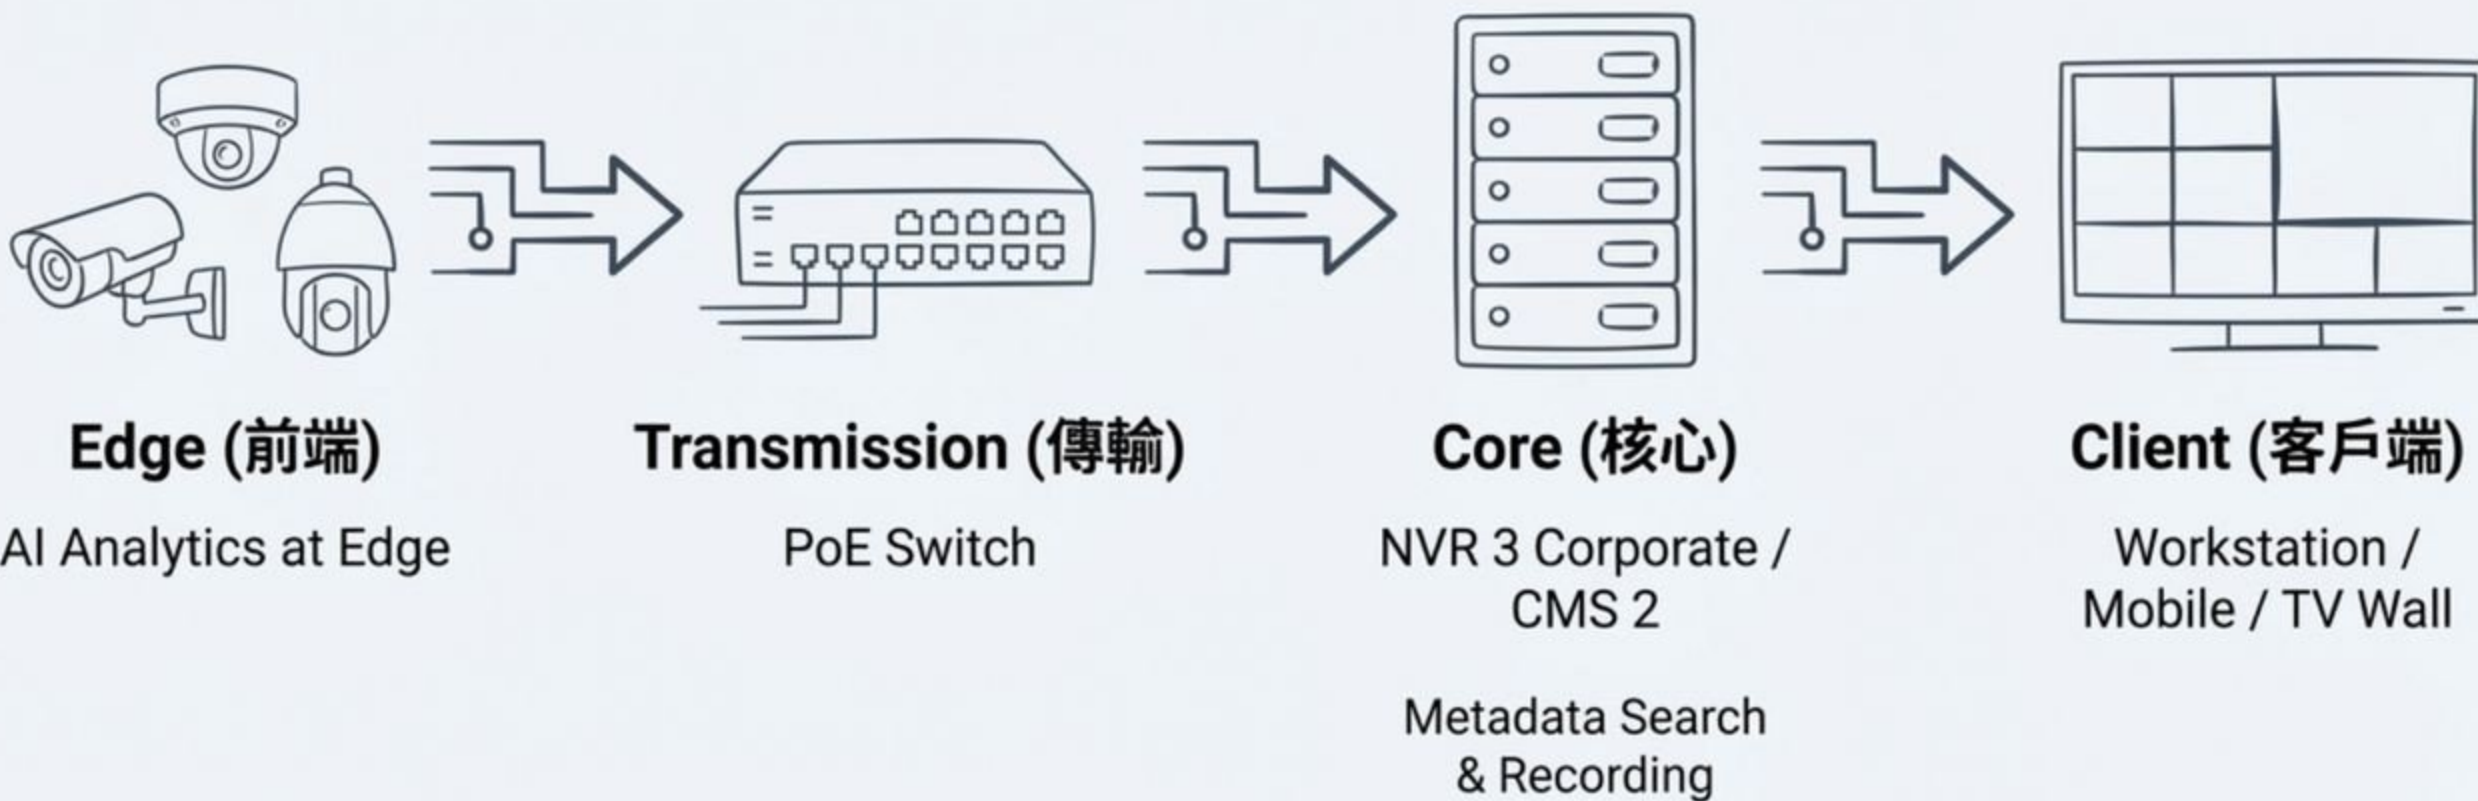 Edge (前端)
AI Analytics at Edge
Transmission (傳輸)
PoE Switch
Core (核心)
NVR 3 Corporate /
CMS 2
Metadata Search
& Recording
Client (客戶端)
Workstation /
Mobile / TV Wall